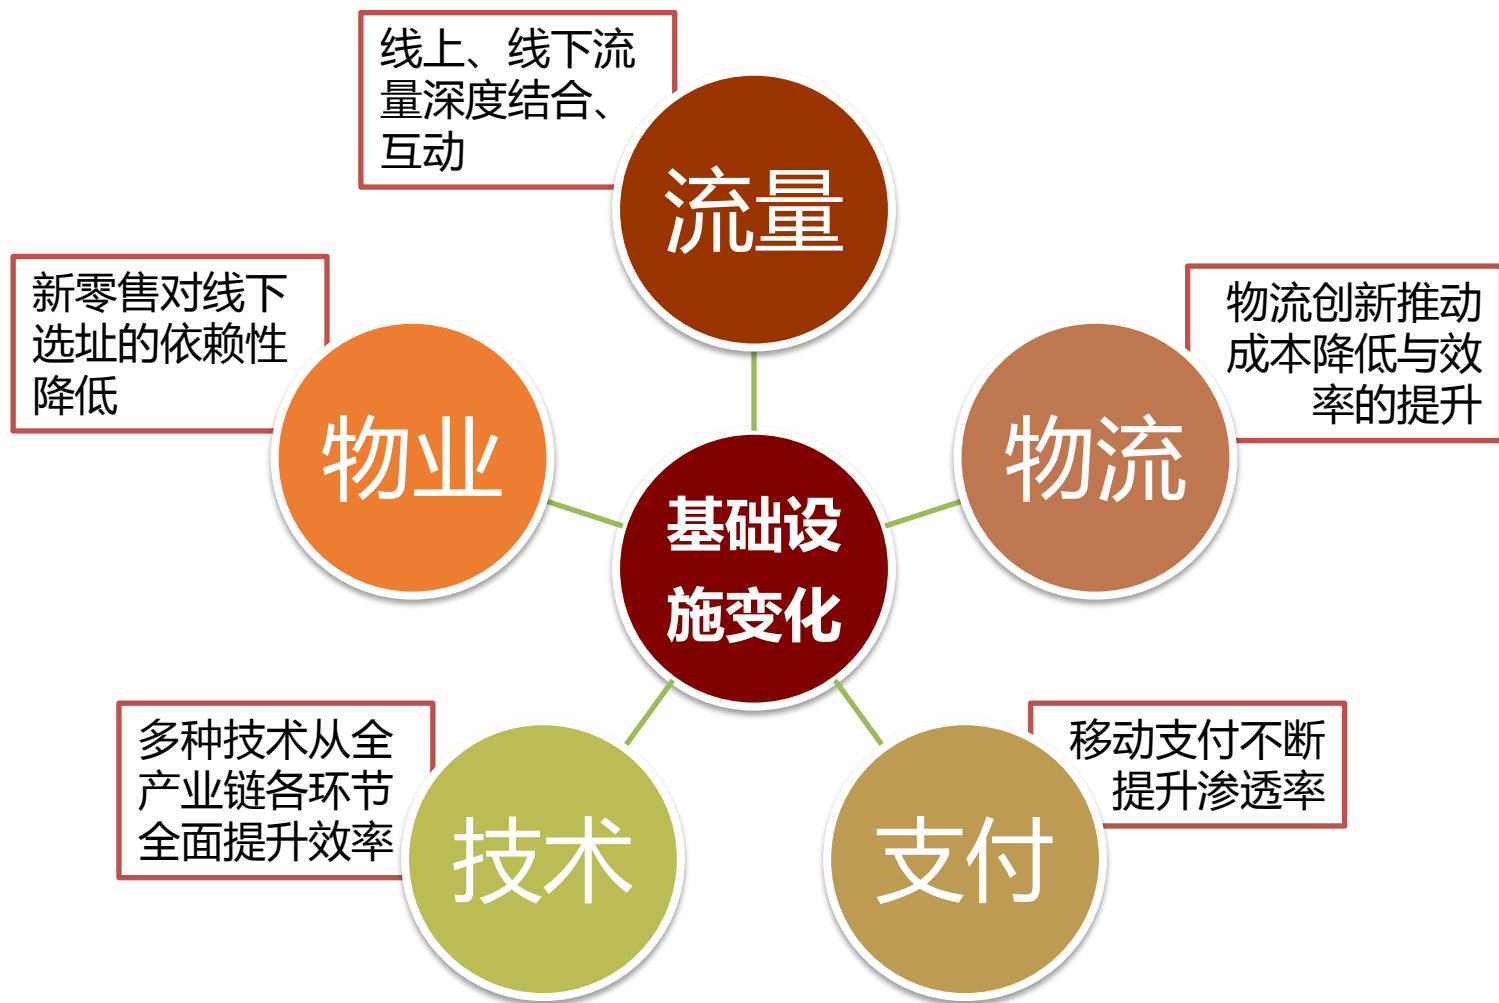 线上、线下流
量深度结合、
互动
流量
新零售对线下
选址的依赖性
降低
物业
物流创新推动
成本降低与效
率的提升
物流
基础设
施变化
多种技术从全
产业链各环节
全面提升效率
技术
移动支付不断
提升渗透率
支付